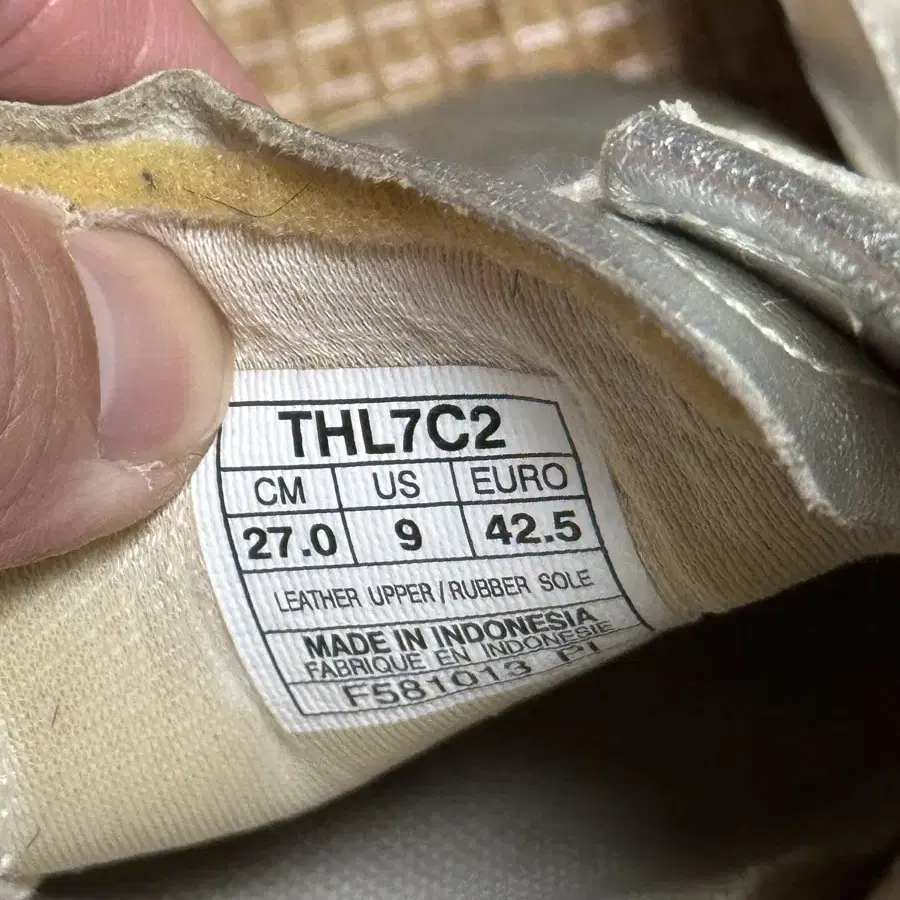 THL7C2
CM US EURO
27.0 9 42.5
LEATHER UPPER / RUBBER SOLE
MADE IN INDONESIA
FABRIQUE EN INDONESIE
F581013 PI